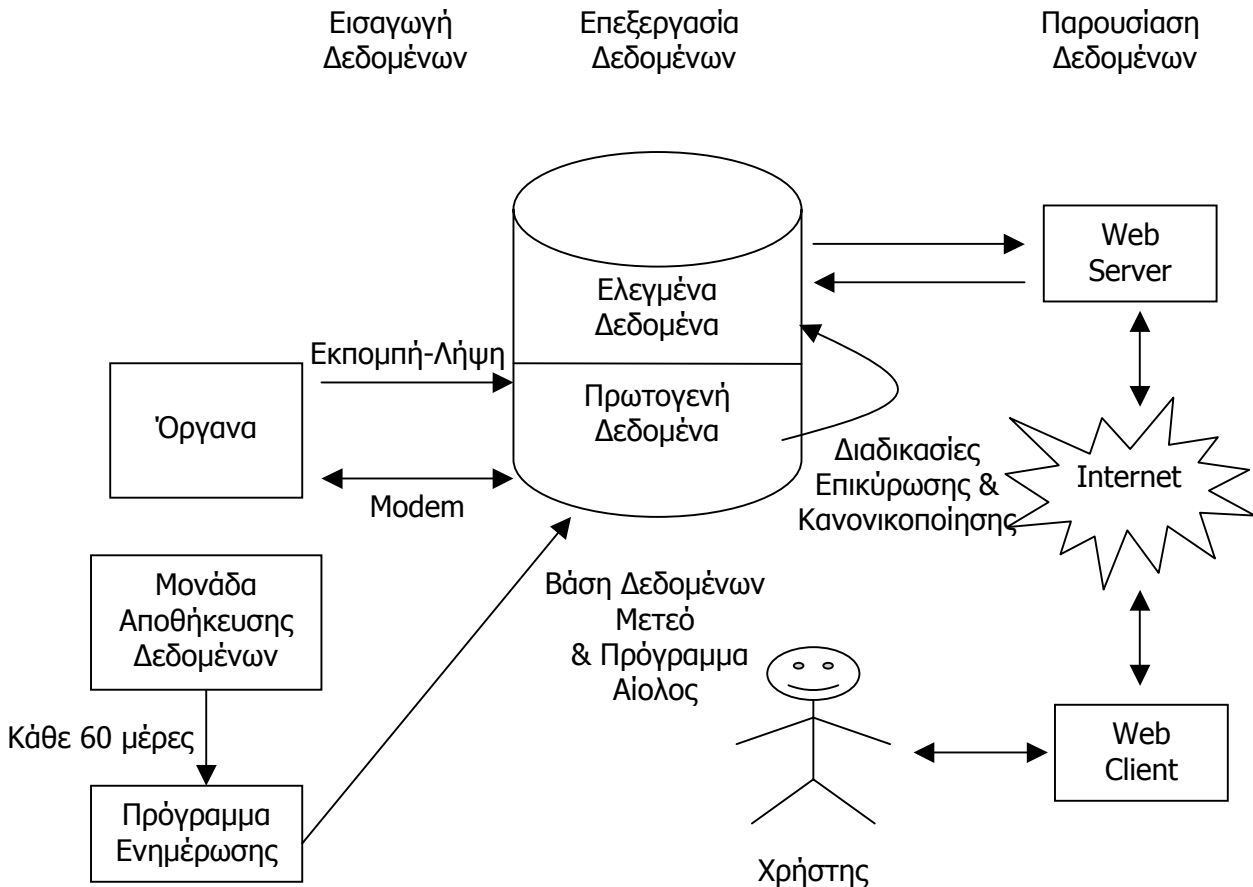 Εισαγωγή
Δεδομένων
Επεξεργασία
Δεδομένων
Παρουσίαση
Δεδομένων
Ελεγμένα
Δεδομένα
Πρωτογενή
Δεδομένα
Web
Server
Εκπομπή-Λήψη
Όργανα
Modem
Διαδικασίες
Επικύρωσης &
Κανονικοποίησης
Internet
Μονάδα
Αποθήκευσης
Δεδομένων
Βάση Δεδομένων
Μετεό
& Πρόγραμμα
Αίολος
Κάθε 60 μέρες
Πρόγραμμα
Ενημέρωσης
Web
Client
Χρήστης